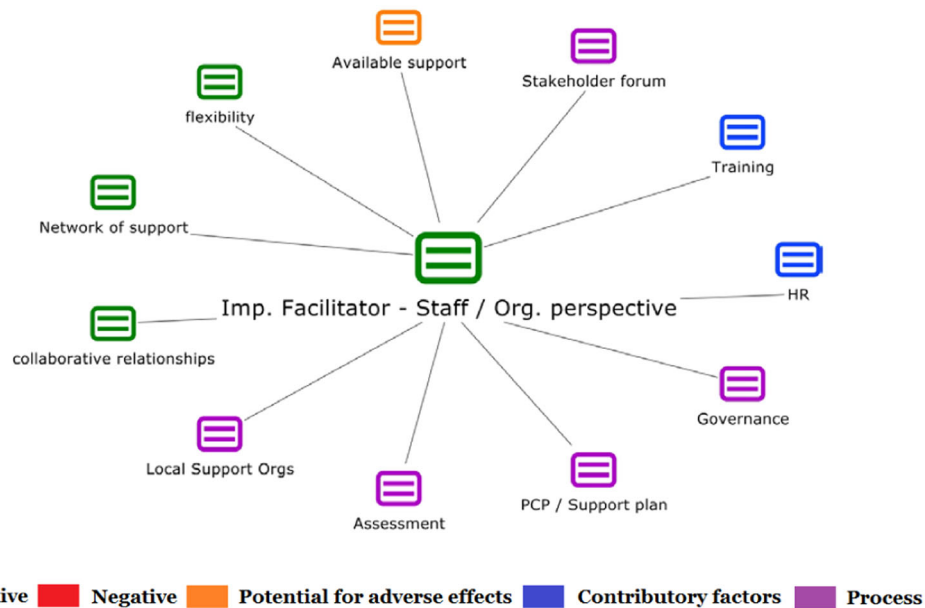 Available support
Stakeholder forum
flexibility
Training
Network of support
HR
Imp. Facilitator - Staff / Org. perspective
collaborative relationships
Governance
Local Support Orgs
PCP / Support plan
Assessment
ive Negative Potential for adverse effects Contributory factors Process